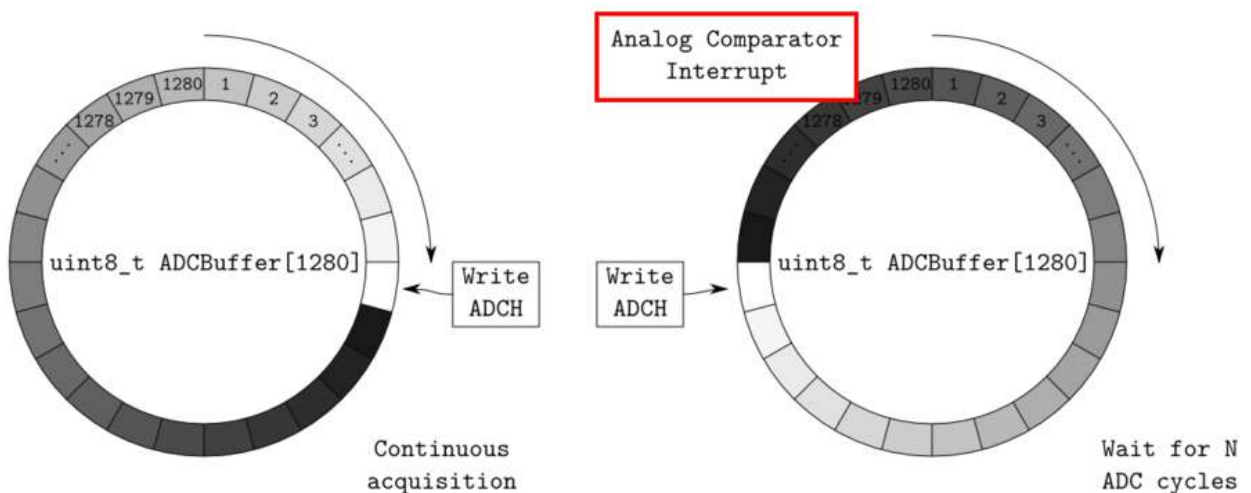 1280
1
1279
2
1278
3
...
...
uint8_t ADCBuffer[1280]
Write
ADCH
Continuous
acquisition
Analog Comparator
Interrupt
1280
1
1279
2
1278
3
...
...
uint8_t ADCBuffer[1280]
Write
ADCH
Wait for N
ADC cycles